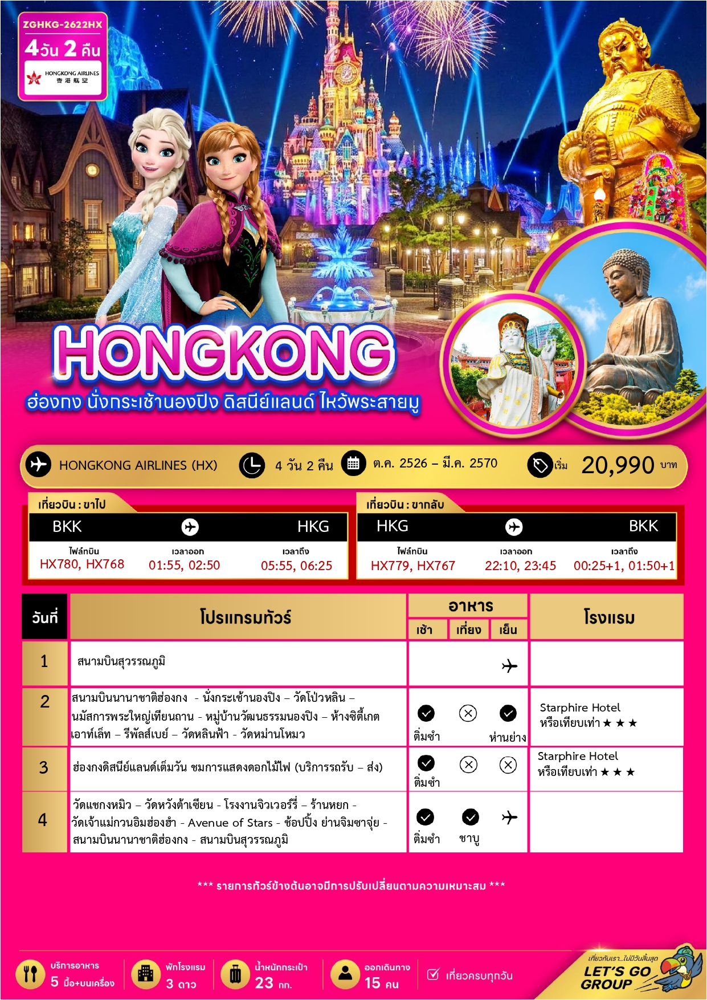 ZGHKG-2622HX
4วัน 2 คืน
HONGKONG AIRLINES
香港航空
HONGKONG
ฮ่องกง นั่งกระเช้านองปิง ดิสนีย์แลนด์ ไหว้พระสายมู
HONGKONG AIRLINES (HX) 4 วัน 2 คืน ต.ค. 2526 – มี.ค. 2570 เริ่ม 20,990 บาท
เที่ยวบิน : ขาไป
BKK HKG
ไฟล์ทบิน เวลาออก เวลาถึง
HX780, HX768 01:55, 02:50 05:55, 06:25
เที่ยวบิน : ขากลับ
HKG BKK
ไฟล์ทบิน เวลาออก เวลาถึง
HX779, HX767 22:10, 23:45 00:25+1, 01:50+1
วันที่ โปรแกรมทัวร์ อาหาร โรงแรม
เช้า เที่ยง เย็น
1 สนามบินสุวรรณภูมิ
2 สนามบินนานาชาติฮ่องกง - นั่งกระเช้านองปิง – วัดโป่วหลิน –
นมัสการพระใหญ่เทียนถาน - หมู่บ้านวัฒนธรรมนองปิง – ห้างซิตี้เกต
เอาท์เล็ท – รีพัลส์เบย์ – วัดหลินฟ้า - วัดหม่านโหมว
ติ่มซำ ห่านย่าง
Starphire Hotel
หรือเทียบเท่า ★ ★ ★
3 ฮ่องกงดิสนีย์แลนด์เต็มวัน ชมการแสดงดอกไม้ไฟ (บริการรถรับ – ส่ง)
ติ่มซำ
Starphire Hotel
หรือเทียบเท่า ★ ★ ★
4 วัดแชกงหมิว – วัดหวังต้าเซียน - โรงงานจิวเวอร์รี่ – ร้านหยก -
วัดเจ้าแม่กวนอิมฮ่องฮำ - Avenue of Stars - ช้อปปิ้ง ย่านจิมซาจุ่ย -
สนามบินนานาชาติฮ่องกง - สนามบินสุวรรณภูมิ
ติ่มซำ ชาบู
*** รายการทัวร์ข้างต้นอาจมีการปรับเปลี่ยนตามความเหมาะสม ***
บริการอาหาร
5 มื้อ+บนเครื่อง
พักโรงแรม
3 ดาว
น้ำหนักกระเป๋า
23 กก.
ออกเดินทาง
15 คน
เที่ยวครบทุกวัน
เที่ยวกับเรา...ไม่มีวันสิ้นสุด
LET'S GO
GROUP